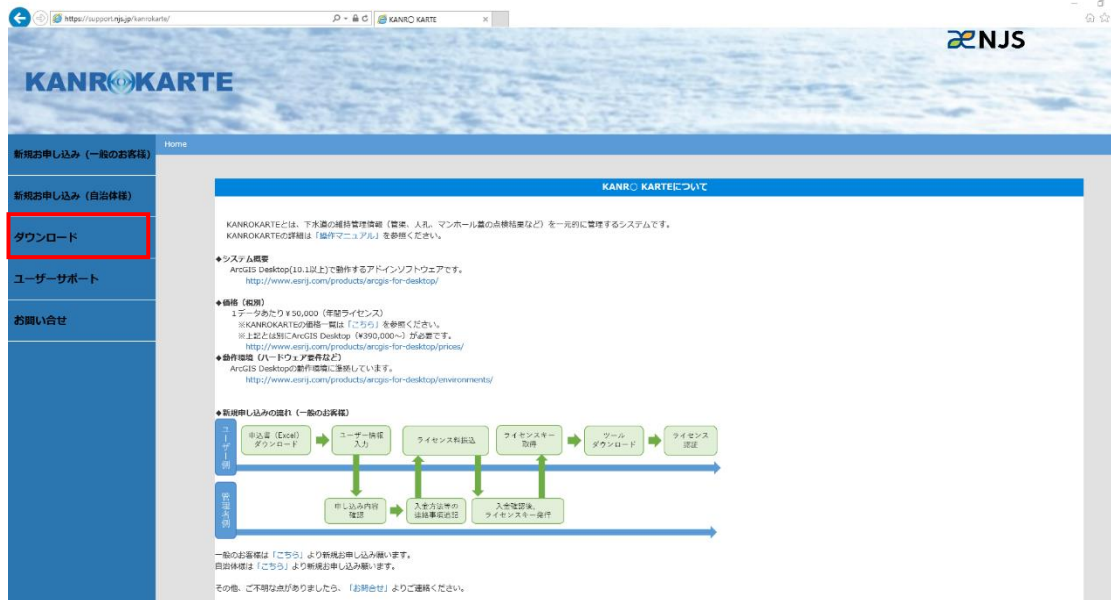 https://support.njs.jp/kanrokarte/
KANRO KARTE
NJS
KANROKARTE
新規お申し込み（一般のお客様）
Home
新規お申し込み（自治体様）
ダウンロード
ユーザーサポート
お問い合せ
KANR○ KARTEについて
KANROKARTEとは、下水道の維持管理情報（管渠、人孔、マンホール蓋の点検結果など）を一元的に管理するシステムです。
KANROKARTEの詳細は「操作マニュアル」を参照ください。
◆システム概要
ArcGIS Desktop(10.1以上)で動作するアドインソフトウェアです。
http://www.esrij.com/products/arcgis-for-desktop/
◆価格（税別）
1データあたり￥50,000（年間ライセンス）
※KANROKARTEの価格一覧は「こちら」を参照ください。
※上記とは別にArcGIS Desktop（¥390,000～）が必要です。
http://www.esrij.com/products/arcgis-for-desktop/prices/
◆動作環境（ハードウェア要件など）
ArcGIS Desktopの動作環境に準拠しています。
http://www.esrij.com/products/arcgis-for-desktop/environments/
◆新規申し込みの流れ（一般のお客様）
ユーザー側
申込書（Excel）
ダウンロード
ユーザー情報
入力
ライセンス料振込
ライセンスキー
取得
ツール
ダウンロード
ライセンス
認証
管理者側
申し込み内容
確認
入金方法等の
連絡事項追記
入金確認後、
ライセンスキー発行
一般のお客様は「こちら」より新規お申し込み願います。
自治体様は「こちら」より新規お申し込み願います。
その他、ご不明な点がありましたら、「お問合せ」よりご連絡ください。